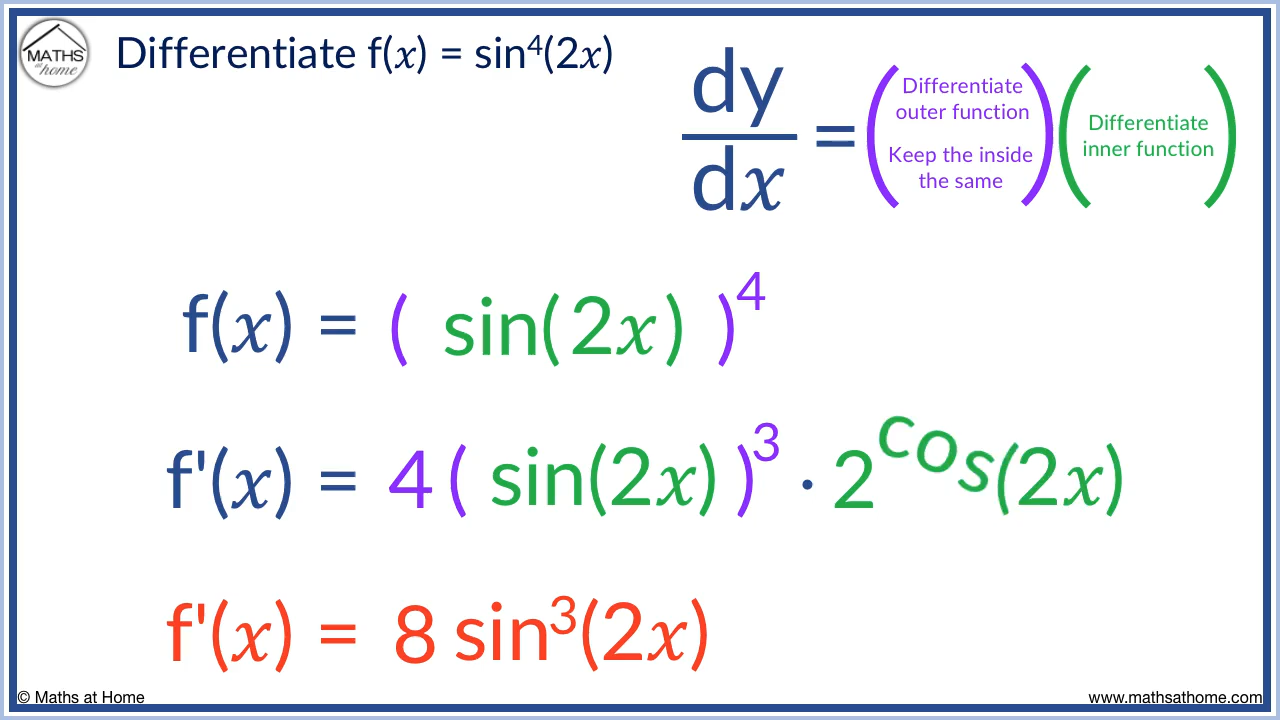 MATHS
at home
Differentiate f(x) = sin⁴(2x)
dy/dx = (Differentiate outer function Keep the inside the same)(Differentiate inner function)
f(x) = ( sin(2x) )⁴
f'(x) = 4( sin(2x) )³ · 2cos(2x)
f'(x) = 8 sin³(2x)
© Maths at Home
www.mathsathome.com